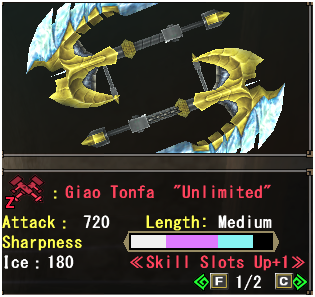 Z : Giao Tonfa "Unlimited"
Attack : 720 Length: Medium
Sharpness
Ice : 180 ≪Skill Slots Up+1≫
F 1/2 C